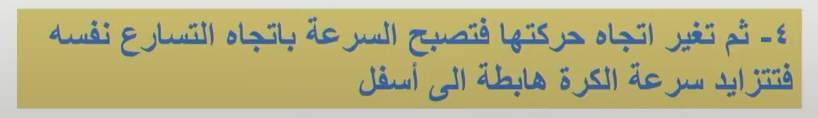 ٤- ثم تغير اتجاه حركتها فتصبح السرعة باتجاه التسارع نفسه
فتتزايد سرعة الكرة هابطة الى أسفل